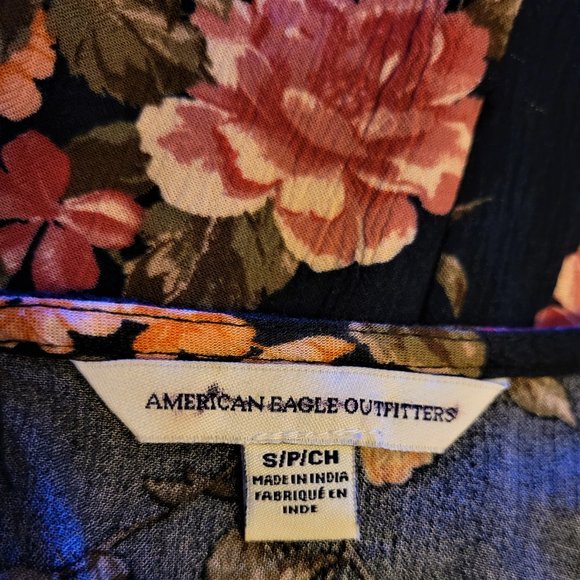 AMERICAN EAGLE OUTFITTERS
S/P/CH
MADE IN INDIA
FABRIQUÉ EN
INDE